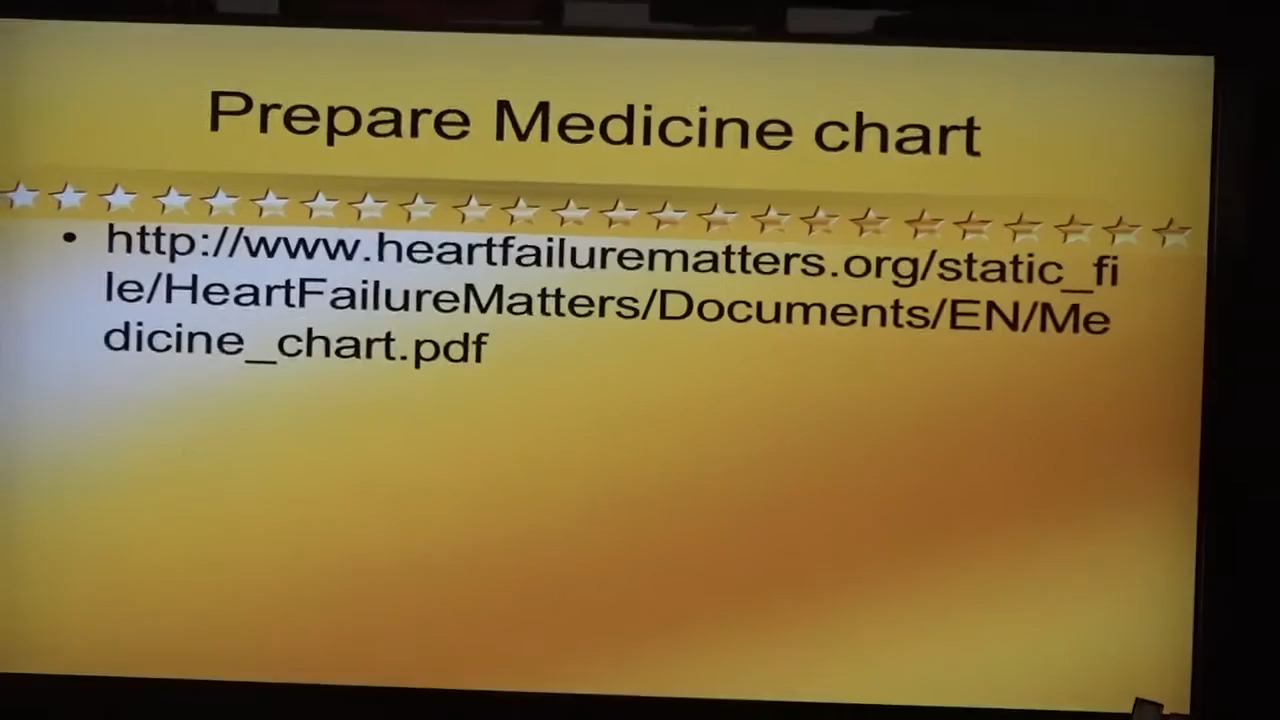 Prepare Medicine chart
• http://www.heartfailurematters.org/static_fi
le/HeartFailureMatters/Documents/EN/Me
dicine_chart.pdf